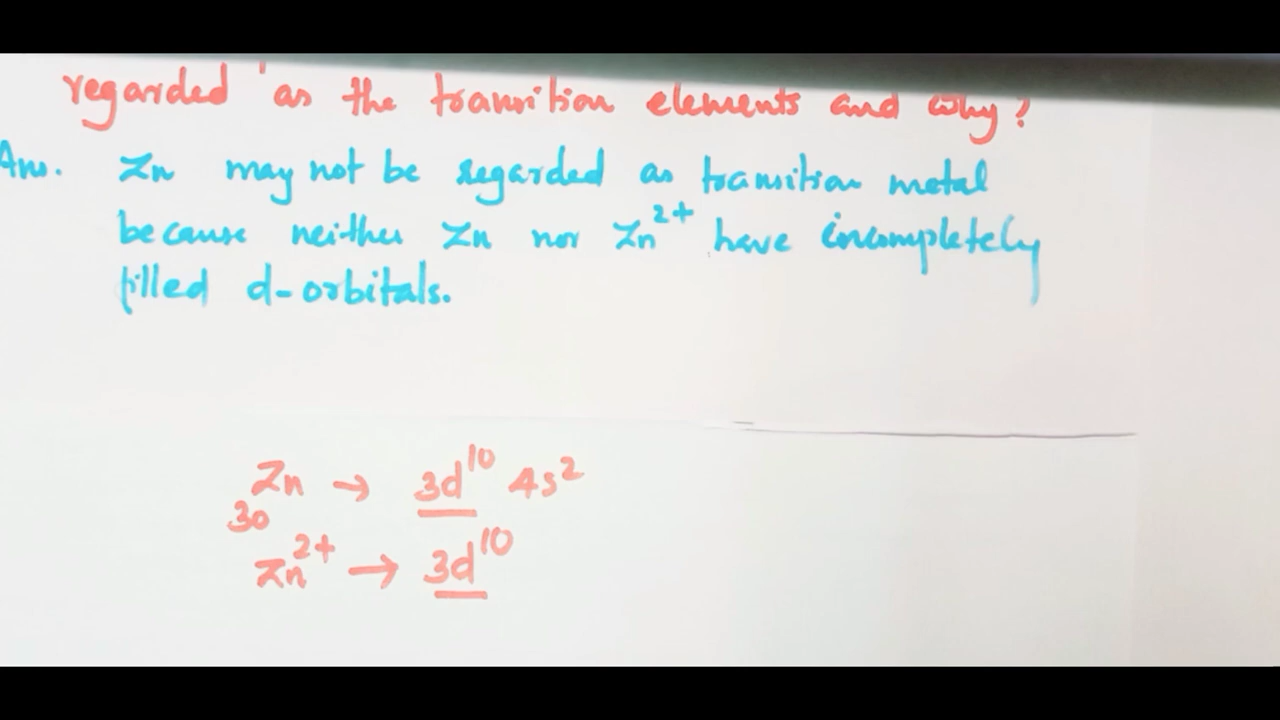 regarded as the transition elements and why?
Ans. Zn may not be regarded as transition metal
because neither Zn nor Zn²⁺ have incompletely
filled d-orbitals.
₃₀Zn → 3d¹⁰ 4s²
Zn²⁺ → 3d¹⁰